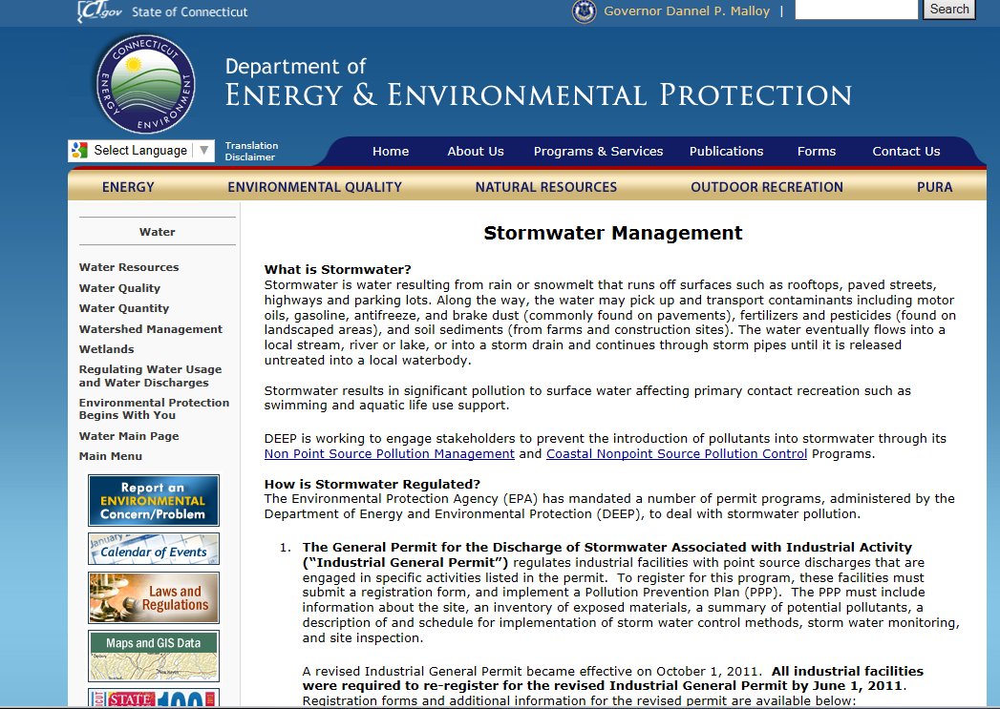 CT.gov State of Connecticut
Governor Dannel P. Malloy |
Search
CONNECTICUT
ENERGY
ENVIRONMENT
Department of
ENERGY & ENVIRONMENTAL PROTECTION
Select Language ▼
Translation
Disclaimer
Home About Us Programs & Services Publications Forms Contact Us
ENERGY ENVIRONMENTAL QUALITY NATURAL RESOURCES OUTDOOR RECREATION PURA
Water
Water Resources
Water Quality
Water Quantity
Watershed Management
Wetlands
Regulating Water Usage
and Water Discharges
Environmental Protection
Begins With You
Water Main Page
Main Menu
Report an
ENVIRONMENTAL
Concern/Problem
January
Calendar of Events
Laws and
Regulations
Maps and GIS Data
STATE
100
Stormwater Management
What is Stormwater?
Stormwater is water resulting from rain or snowmelt that runs off surfaces such as rooftops, paved streets,
highways and parking lots. Along the way, the water may pick up and transport contaminants including motor
oils, gasoline, antifreeze, and brake dust (commonly found on pavements), fertilizers and pesticides (found on
landscaped areas), and soil sediments (from farms and construction sites). The water eventually flows into a
local stream, river or lake, or into a storm drain and continues through storm pipes until it is released
untreated into a local waterbody.
Stormwater results in significant pollution to surface water affecting primary contact recreation such as
swimming and aquatic life use support.
DEEP is working to engage stakeholders to prevent the introduction of pollutants into stormwater through its
Non Point Source Pollution Management and Coastal Nonpoint Source Pollution Control Programs.
How is Stormwater Regulated?
The Environmental Protection Agency (EPA) has mandated a number of permit programs, administered by the
Department of Energy and Environmental Protection (DEEP), to deal with stormwater pollution.
1. The General Permit for the Discharge of Stormwater Associated with Industrial Activity
(“Industrial General Permit”) regulates industrial facilities with point source discharges that are
engaged in specific activities listed in the permit. To register for this program, these facilities must
submit a registration form, and implement a Pollution Prevention Plan (PPP). The PPP must include
information about the site, an inventory of exposed materials, a summary of potential pollutants, a
description of and schedule for implementation of storm water control methods, storm water monitoring,
and site inspection.
A revised Industrial General Permit became effective on October 1, 2011. All industrial facilities
were required to re-register for the revised Industrial General Permit by June 1, 2011.
Registration forms and additional information for the revised permit are available below: